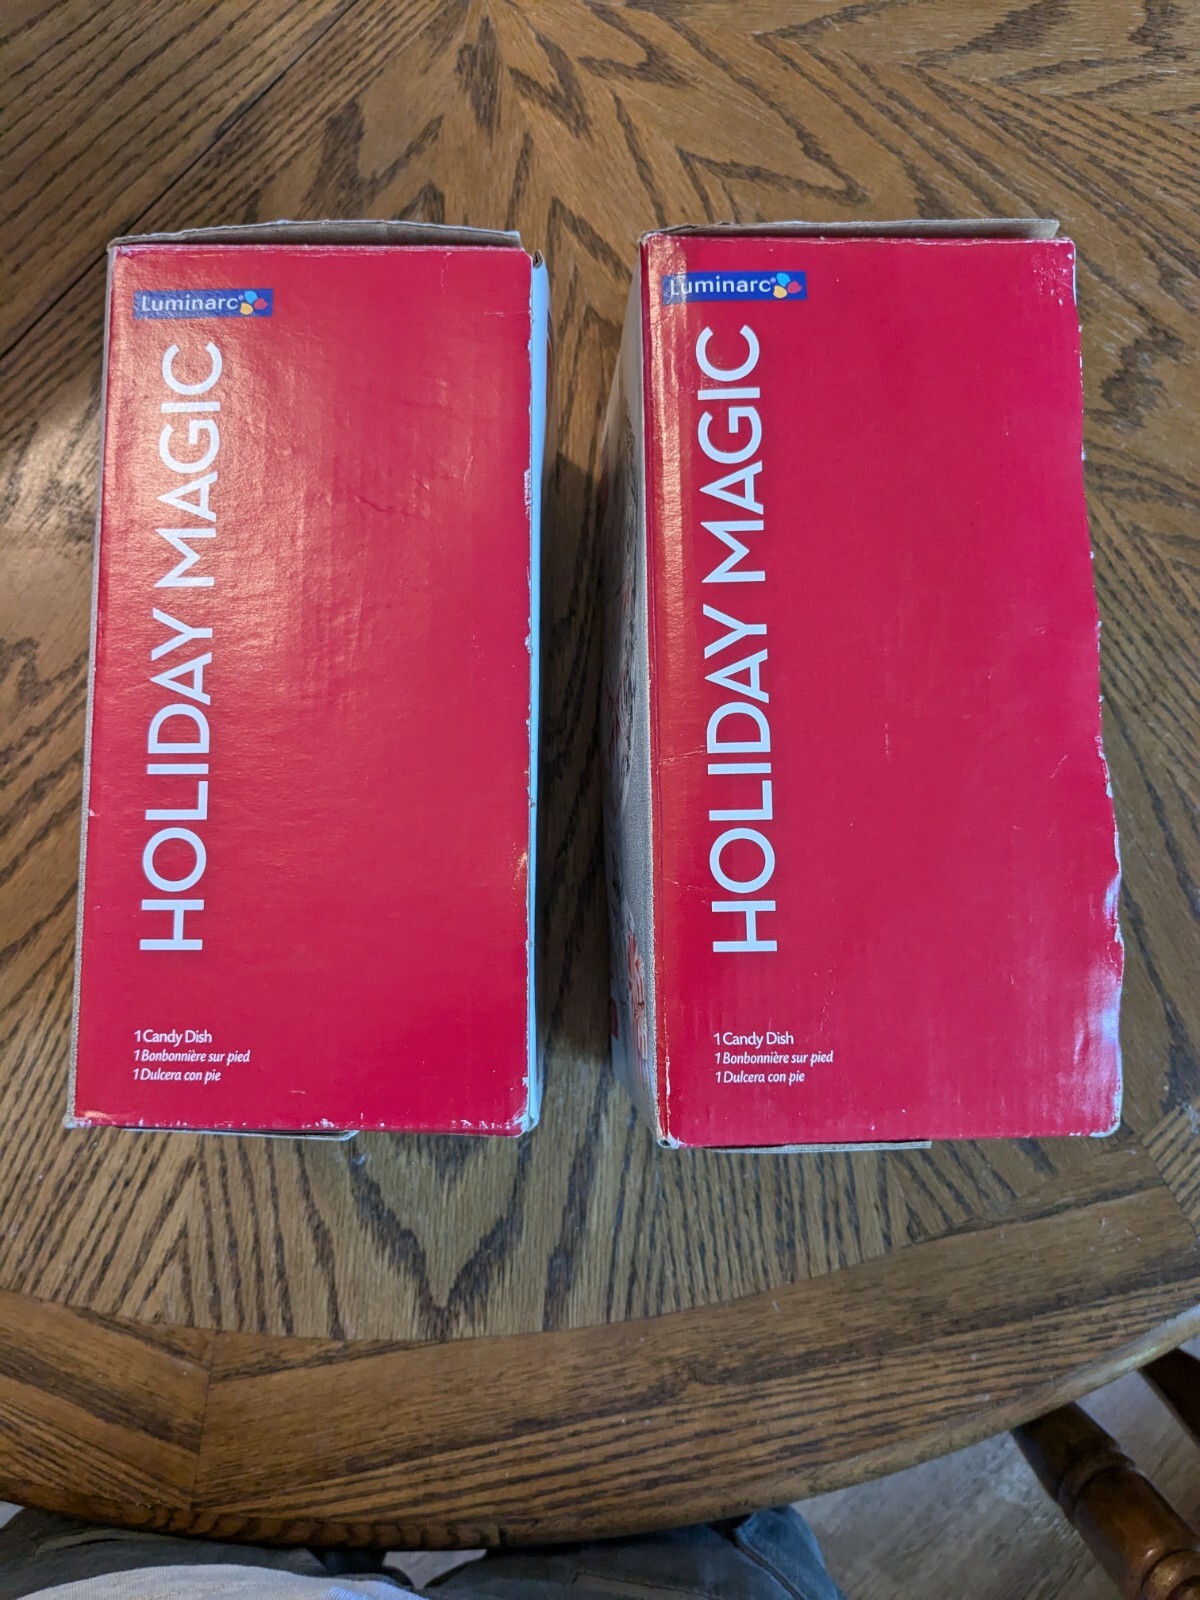 Luminarc
HOLIDAY MAGIC
1 Candy Dish
1 Bonbonnière sur pied
1 Dulcera con pie
Luminarc
HOLIDAY MAGIC
1 Candy Dish
1 Bonbonnière sur pied
1 Dulcera con pie